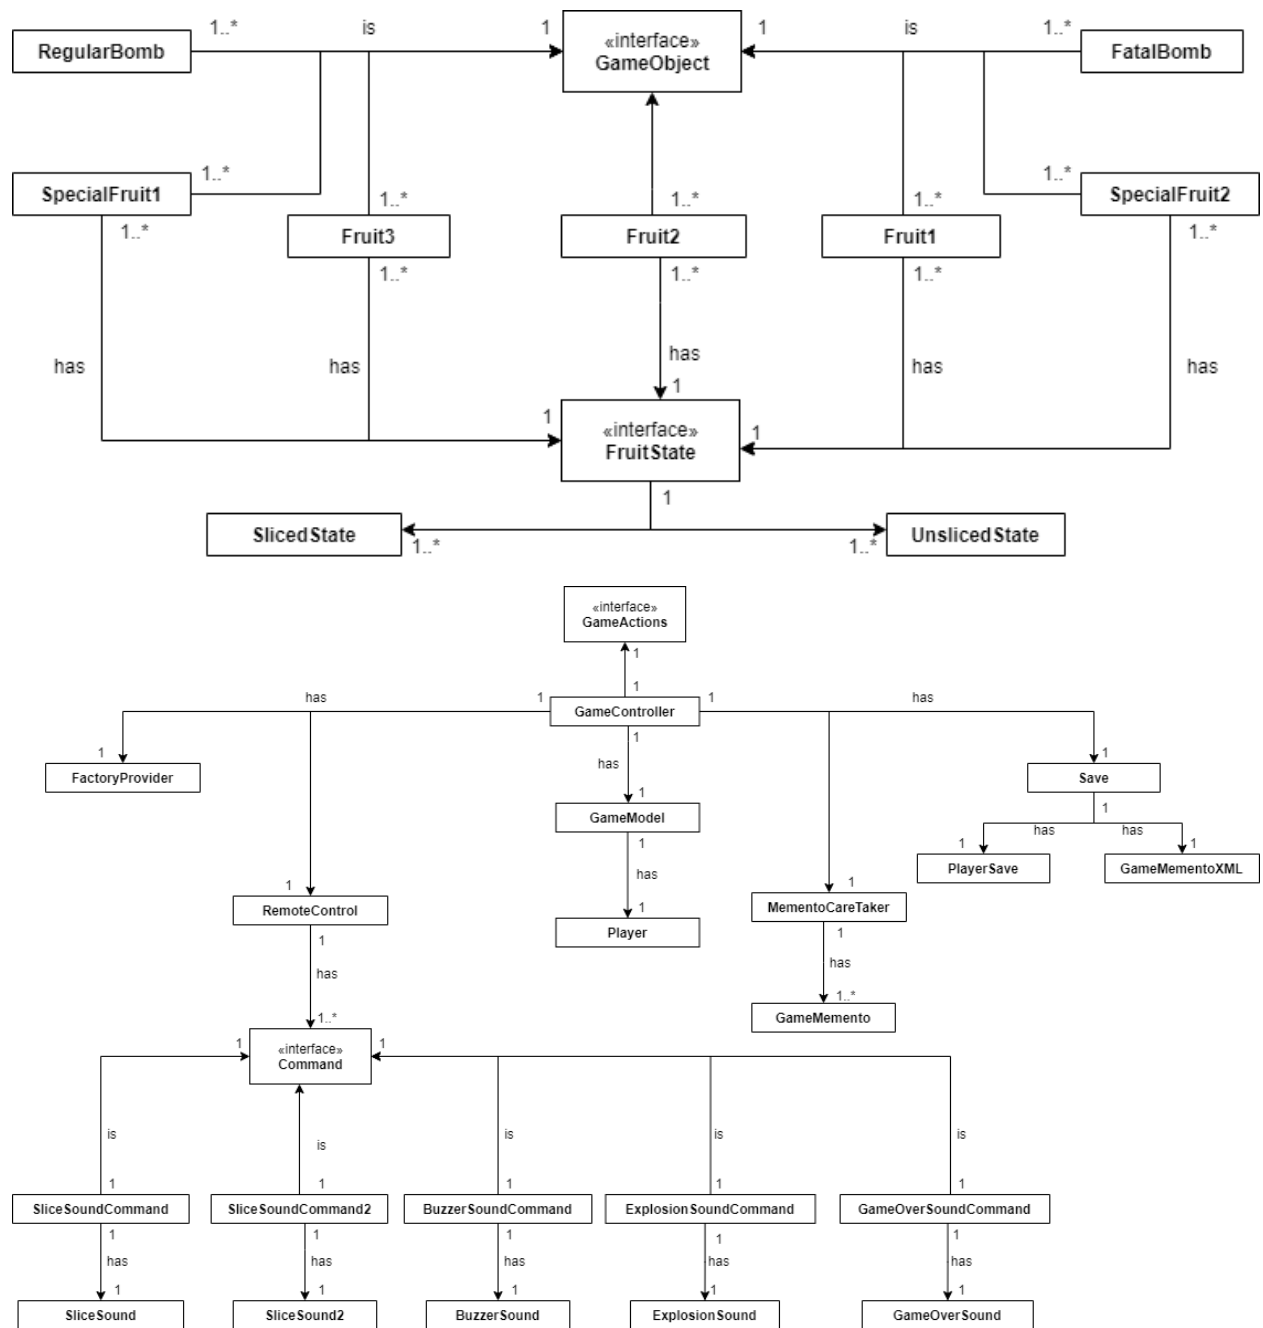 1..*
is
1
«interface»
GameObject
1
is
1..*
RegularBomb
FatalBomb
1..*
1..*
SpecialFruit1
SpecialFruit2
1..*
1..*
1..*
1..*
1..*
Fruit3
Fruit2
Fruit1
1..*
1..*
1..*
1..*
has
has
has
has
has
1
1
1
«interface»
FruitState
1
SlicedState
1..*
1..*
UnslicedState
«interface»
GameActions
1
1
has
1
GameController
1
has
1
has
1
1
FactoryProvider
Save
1
GameModel
1
has
has
1
1
1
PlayerSave
GameMementoXML
has
1
1
RemoteControl
MementoCareTaker
1
Player
1
1
has
has
1..*
GameMemento
1..*
1
«interface»
Command
1
is
is
is
is
is
1
1
1
1
1
SliceSoundCommand
SliceSoundCommand2
BuzzerSoundCommand
ExplosionSoundCommand
GameOverSoundCommand
1
1
1
1
1
has
has
has
has
has
1
1
1
1
1
SliceSound
SliceSound2
BuzzerSound
ExplosionSound
GameOverSound